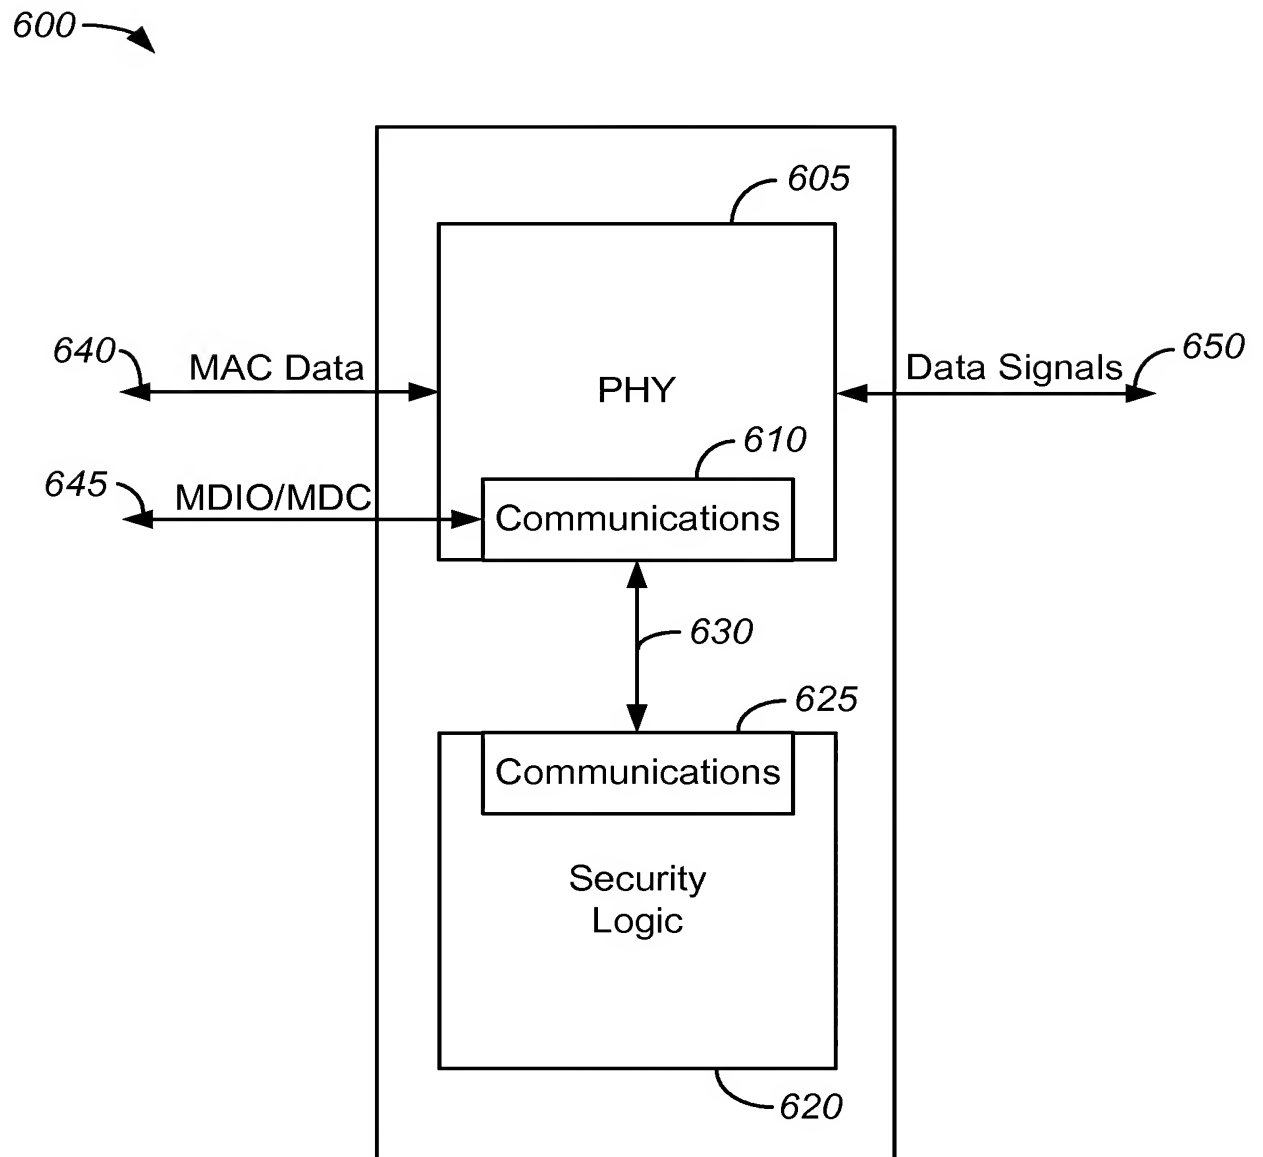 600
605
640
MAC Data
Data Signals
650
PHY
610
645
MDIO/MDC
Communications
630
625
Communications
Security
Logic
620